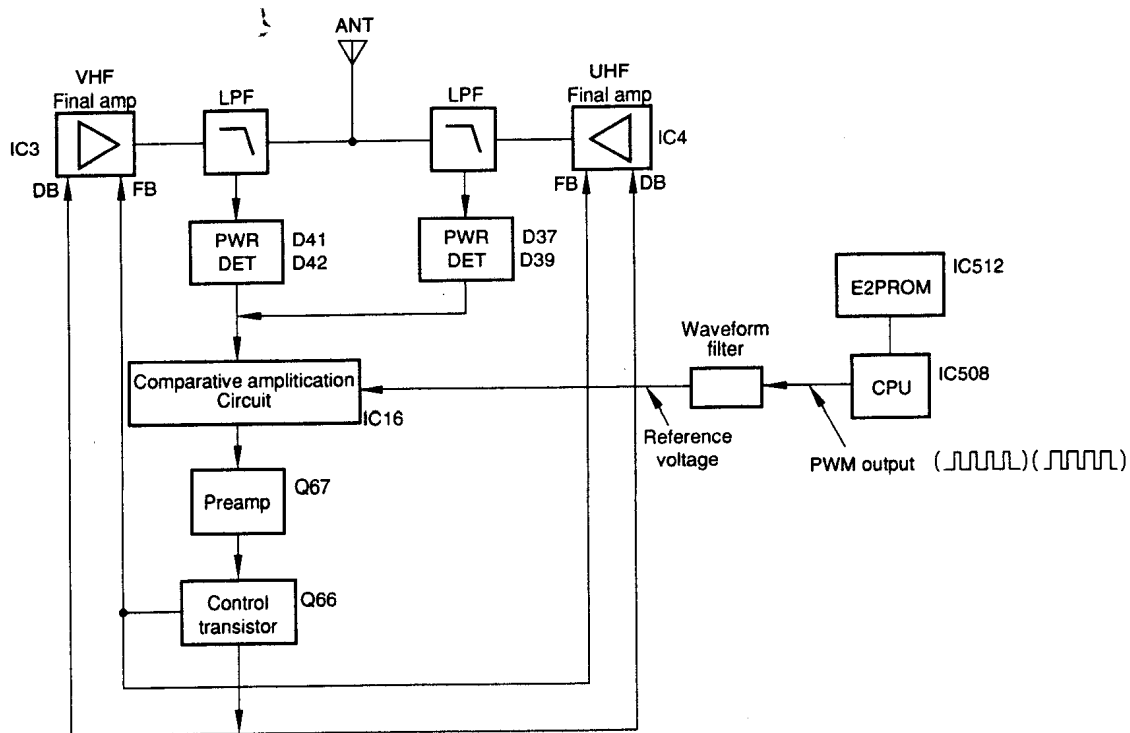 ANT
VHF
Final amp
LPF
LPF
UHF
Final amp
IC3
IC4
DB
FB
FB
DB
PWR
DET
D41
D42
PWR
DET
D37
D39
E2PROM
IC512
Waveform
filter
Comparative amplitication
Circuit
IC16
CPU
IC508
Reference
voltage
PWM output
Preamp
Q67
Control
transistor
Q66